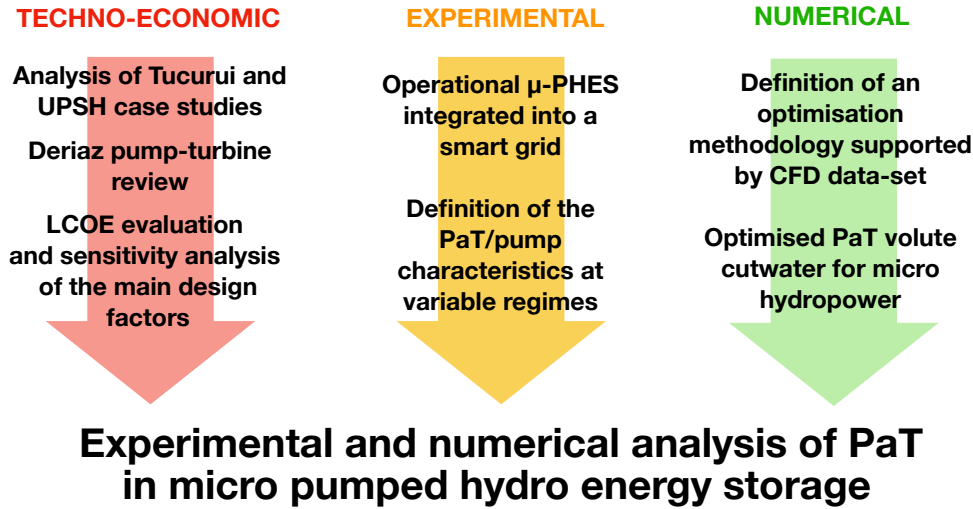 TECHNO-ECONOMIC
Analysis of Tucurui and
UPSH case studies
Deriaz pump-turbine
review
LCOE evaluation
and sensitivity analysis
of the main design
factors
EXPERIMENTAL
Operational μ-PHES
integrated into a
smart grid
Definition of the
PaT/pump
characteristics at
variable regimes
NUMERICAL
Definition of an
optimisation
methodology supported
by CFD data-set
Optimised PaT volute
cutwater for micro
hydropower
Experimental and numerical analysis of PaT
in micro pumped hydro energy storage